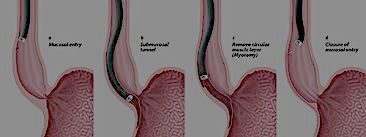 a
Mucosal entry
b
Submucosal
tunnel
c
Remove circular
muscle layer
(Myotomy)
d
Closure of
mucosal entry